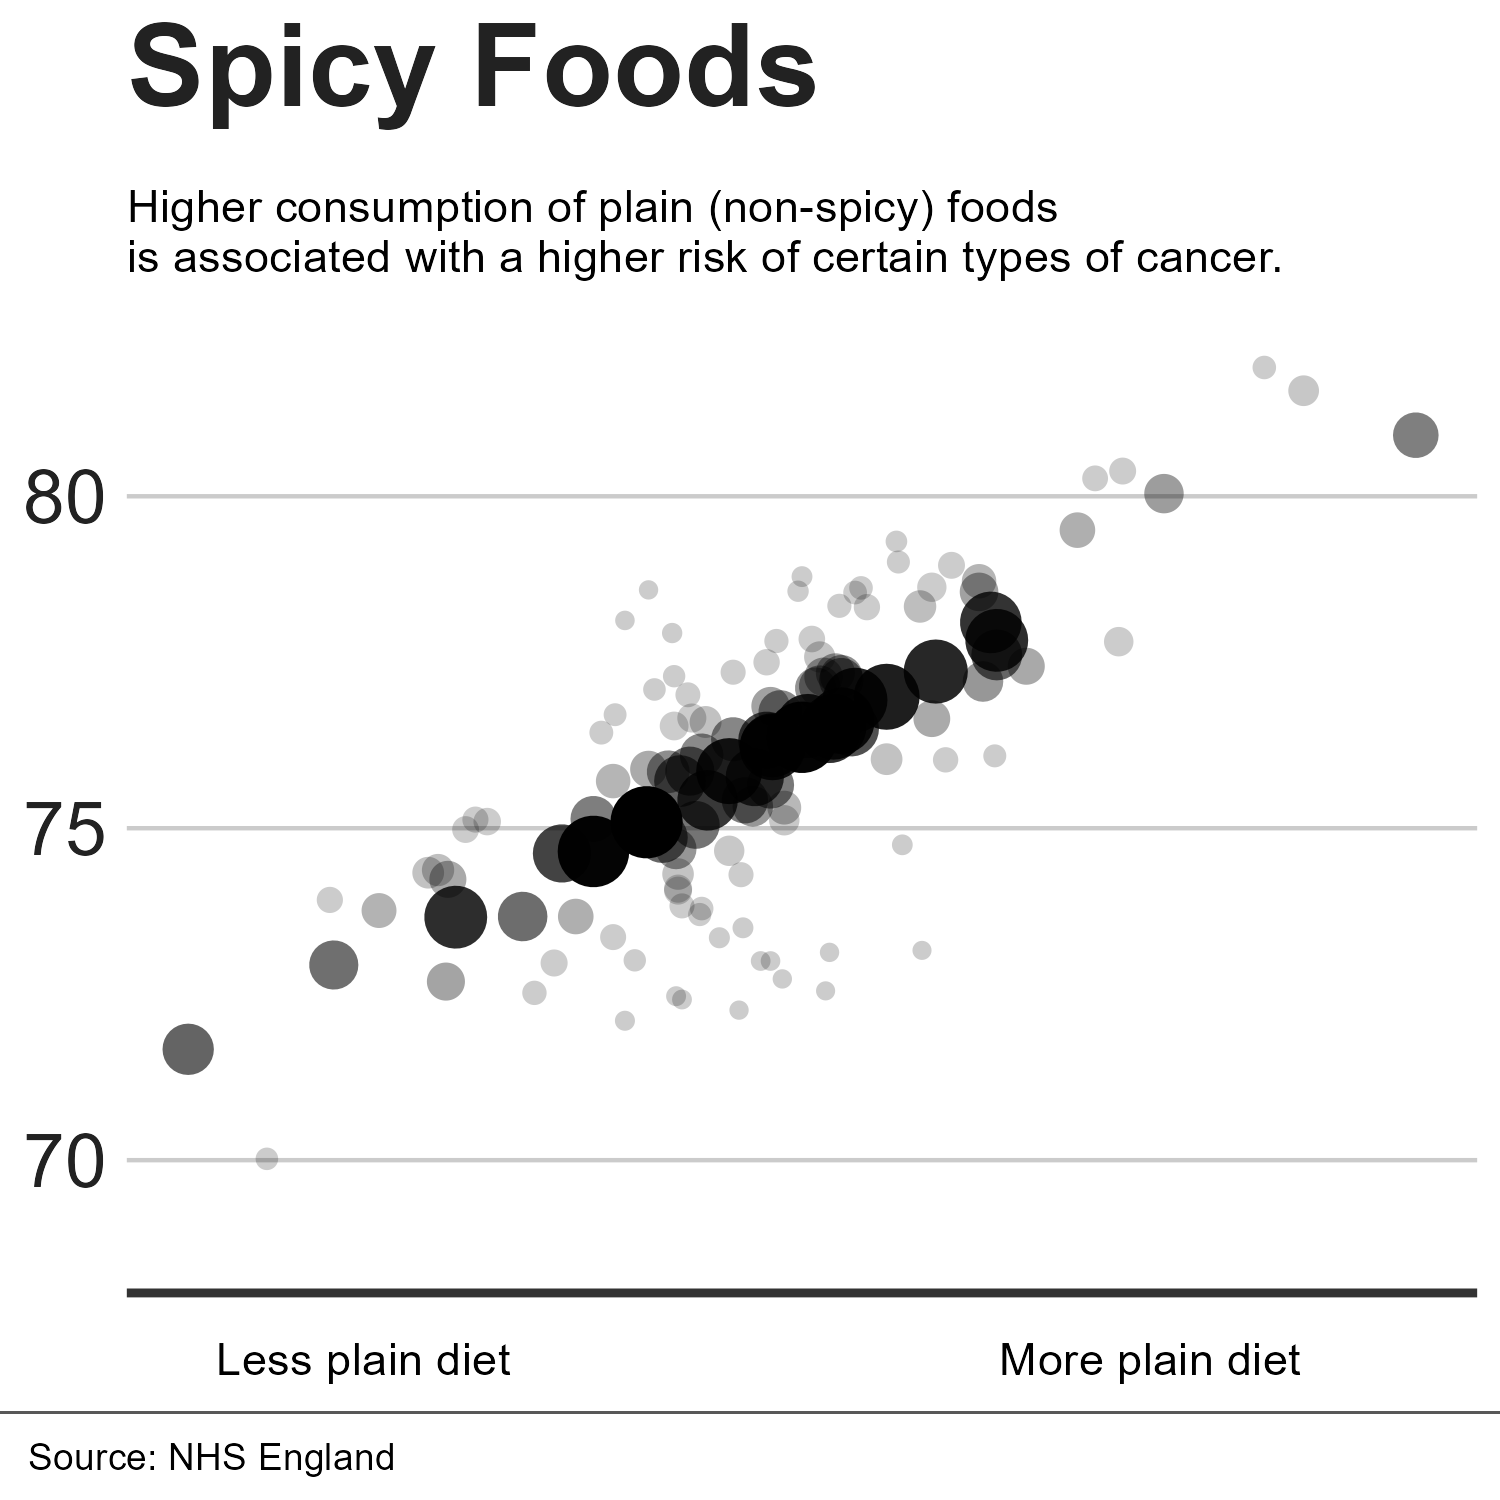 Spicy Foods
Higher consumption of plain (non-spicy) foods
is associated with a higher risk of certain types of cancer.
80
75
70
Less plain diet
More plain diet
Source: NHS England